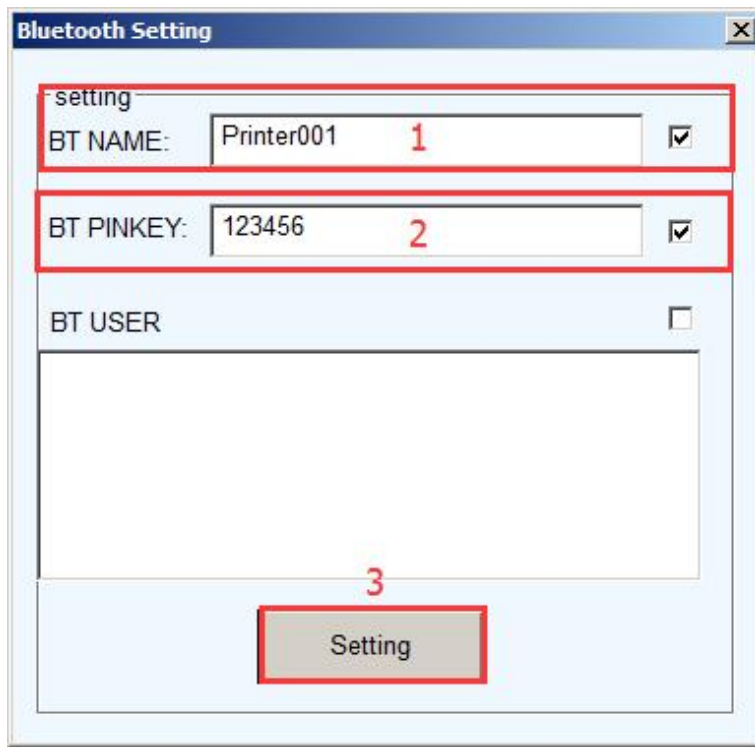 Bluetooth Setting
setting
BT NAME: Printer001 1
BT PINKEY: 123456 2
BT USER
3
Setting